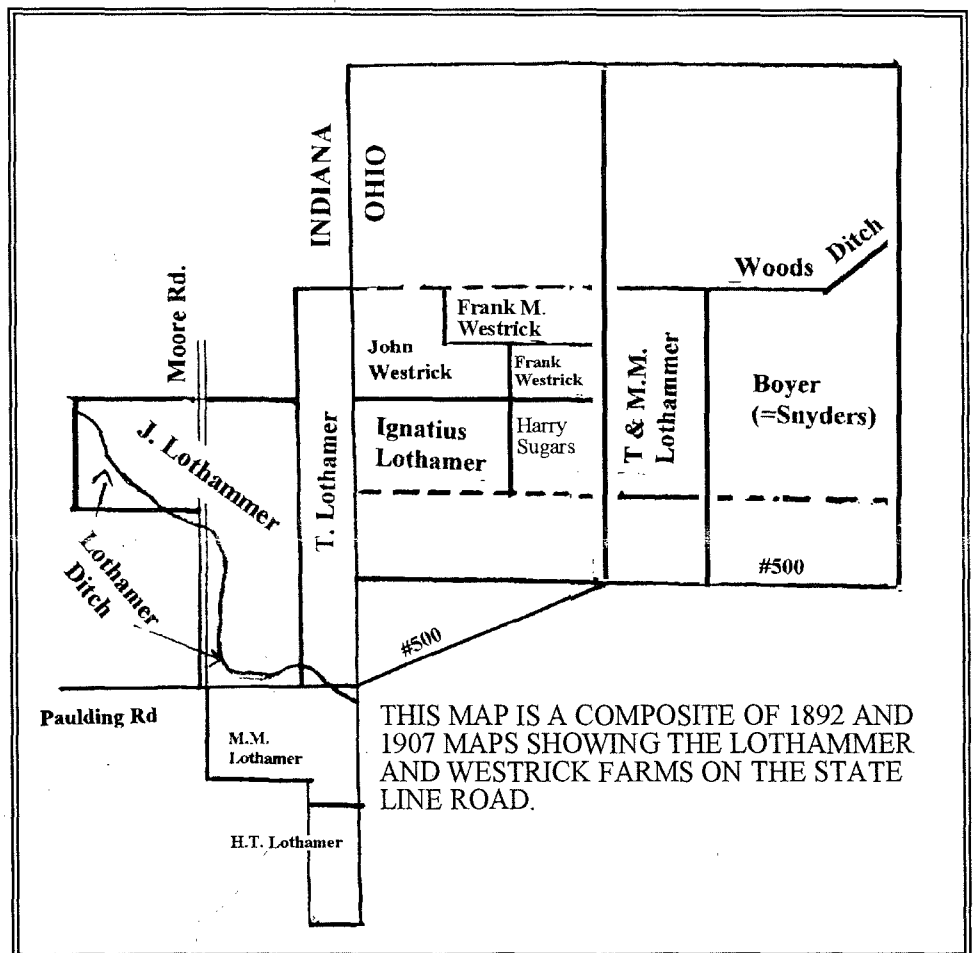 INDIANA
OHIO
Moore Rd.
Woods Ditch
Frank M.
Westrick
John
Westrick
Frank
Westrick
T & M.M.
Lothammer
Boyer
(=Snyders)
J. Lothammer
T. Lothamer
Ignatius
Lothamer
Harry
Sugars
Lothamer
Ditch
#500
#500
Paulding Rd
M.M.
Lothamer
H.T. Lothamer
THIS MAP IS A COMPOSITE OF 1892 AND
1907 MAPS SHOWING THE LOTHAMMER
AND WESTRICK FARMS ON THE STATE
LINE ROAD.